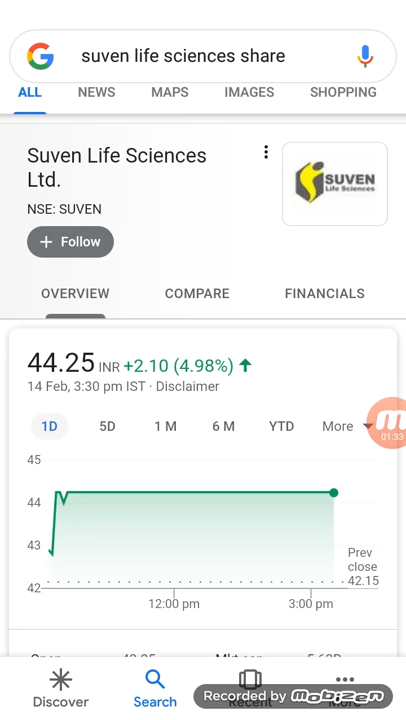 suven life sciences share
ALL NEWS MAPS IMAGES SHOPPING
Suven Life Sciences
Ltd.
NSE: SUVEN
+ Follow
SUVEN
Life Sciences
OVERVIEW COMPARE FINANCIALS
44.25 INR +2.10 (4.98%) ↑
14 Feb, 3:30 pm IST · Disclaimer
1D 5D 1 M 6 M YTD More
01:33
45
44
43
42
Prev
close
42.15
12:00 pm 3:00 pm
Discover Search Recent More
Recorded by mobizen